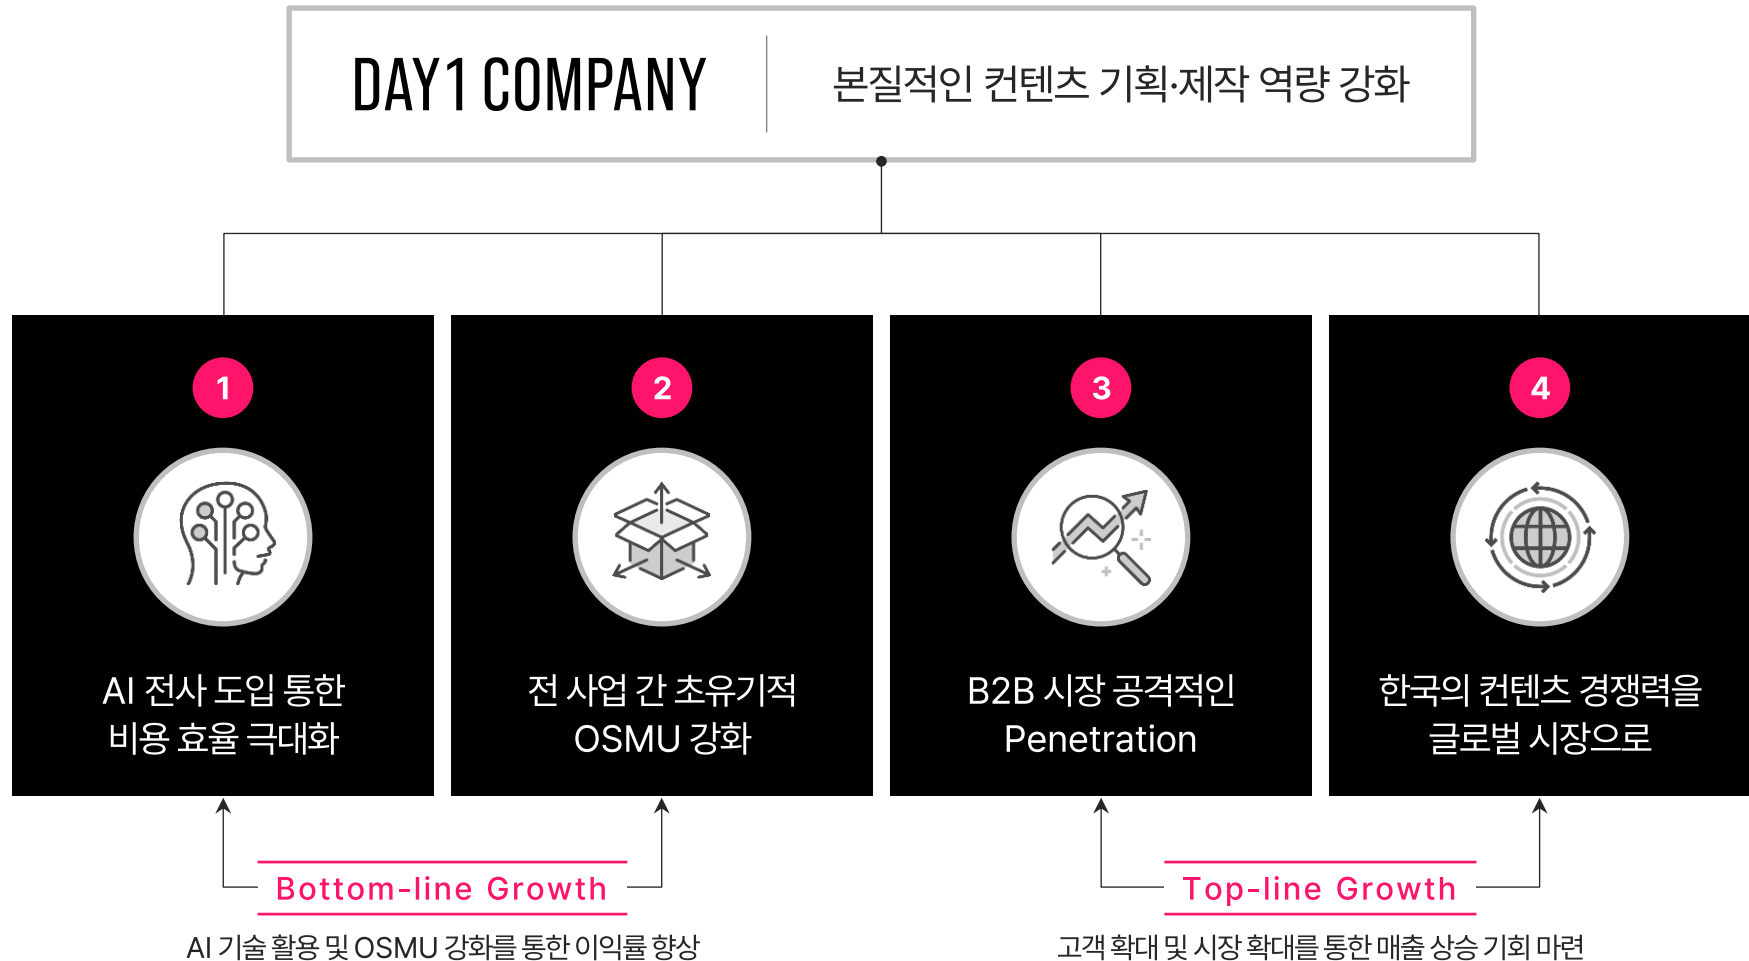 DAY1 COMPANY
본질적인 컨텐츠 기획·제작 역량 강화
1
AI 전사 도입 통한
비용 효율 극대화
2
전 사업 간 초유기적
OSMU 강화
3
B2B 시장 공격적인
Penetration
4
한국의 컨텐츠 경쟁력을
글로벌 시장으로
Bottom-line Growth
AI 기술 활용 및 OSMU 강화를 통한 이익률 향상
Top-line Growth
고객 확대 및 시장 확대를 통한 매출 상승 기회 마련